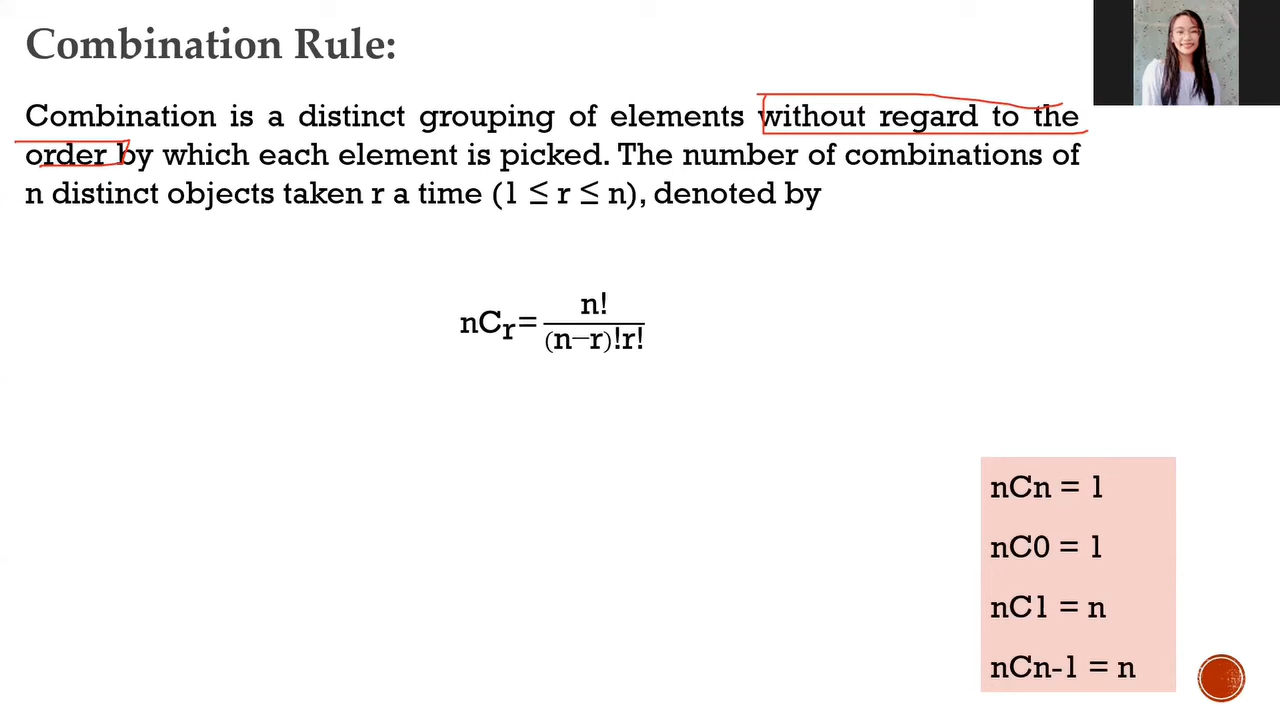 Combination Rule:
Combination is a distinct grouping of elements without regard to the
order by which each element is picked. The number of combinations of
n distinct objects taken r a time (1 ≤ r ≤ n), denoted by
nCr= n!/(n−r)!r!
nCn = 1
nC0 = 1
nC1 = n
nCn-1 = n